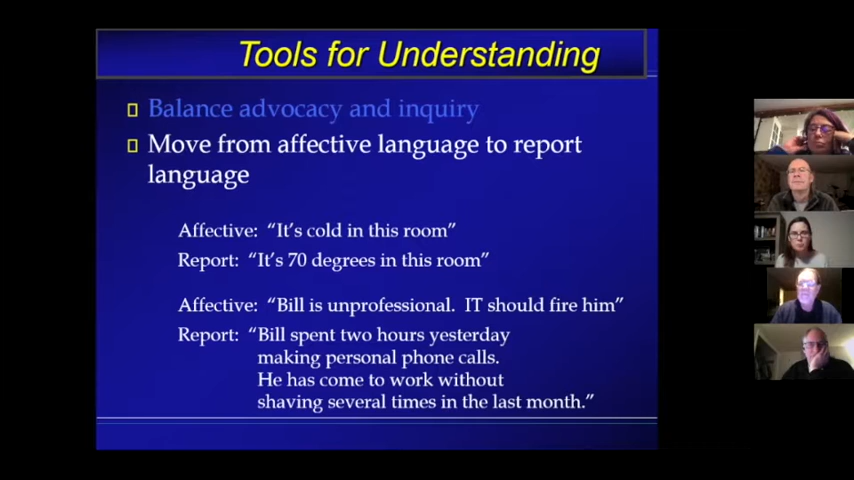 Tools for Understanding
Balance advocacy and inquiry
Move from affective language to report
language
Affective: “It’s cold in this room”
Report: “It’s 70 degrees in this room”
Affective: “Bill is unprofessional. IT should fire him”
Report: “Bill spent two hours yesterday
making personal phone calls.
He has come to work without
shaving several times in the last month.”